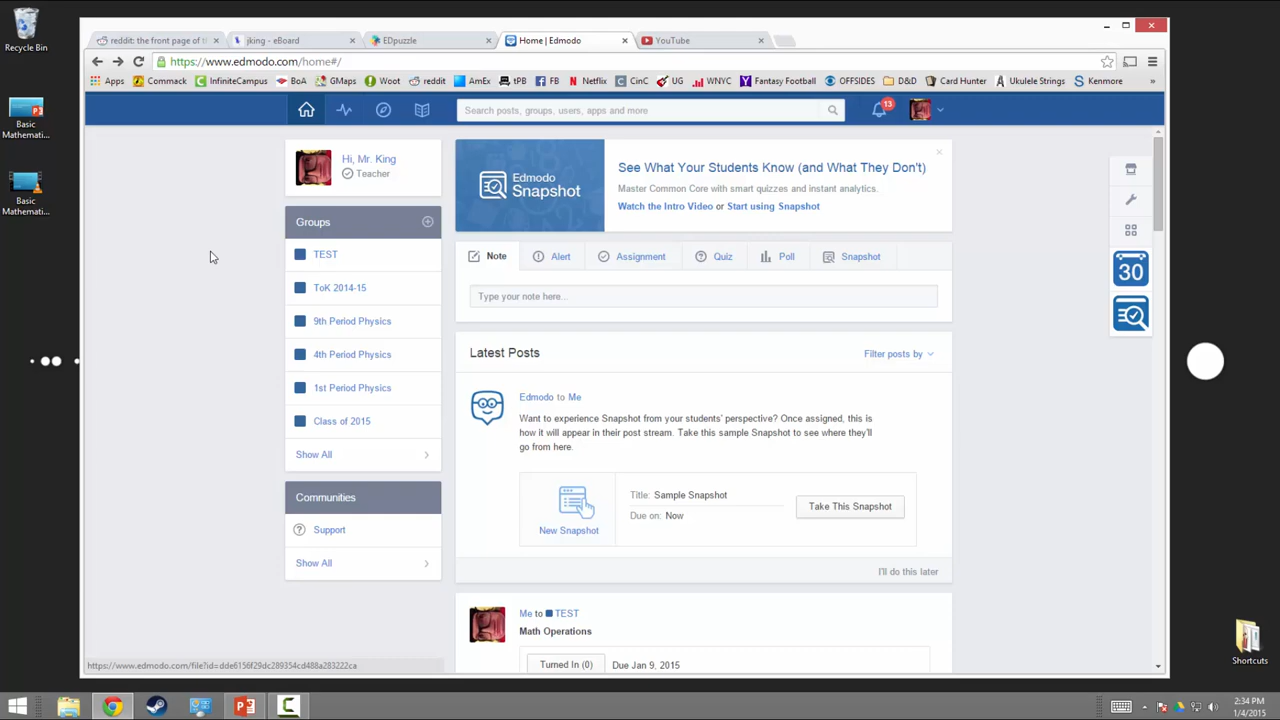 Recycle Bin
Basic
Mathemati...
Basic
Mathemati...
reddit: the front page of th
jking - eBoard
EDpuzzle
Home | Edmodo
YouTube
https://www.edmodo.com/home#/
Apps
Commack
InfiniteCampus
BoA
GMaps
Woot
reddit
AmEx
tPB
FB
Netflix
CinC
UG
WNYC
Fantasy Football
OFFSIDES
D&D
Card Hunter
Ukulele Strings
Kenmore
»
Search posts, groups, users, apps and more
13
Hi, Mr. King
Teacher
Groups
TEST
ToK 2014-15
9th Period Physics
4th Period Physics
1st Period Physics
Class of 2015
Show All
Communities
Support
Show All
Edmodo
Snapshot
See What Your Students Know (and What They Don't)
Master Common Core with smart quizzes and instant analytics.
Watch the Intro Video or Start using Snapshot
Note
Alert
Assignment
Quiz
Poll
Snapshot
Type your note here...
Latest Posts
Filter posts by
Edmodo to Me
Want to experience Snapshot from your students' perspective? Once assigned, this is
how it will appear in their post stream. Take this sample Snapshot to see where they'll
go from here.
New Snapshot
Title: Sample Snapshot
Due on: Now
Take This Snapshot
I'll do this later
Me to TEST
Math Operations
Turned In (0)
Due Jan 9, 2015
30
https://www.edmodo.com/file?id=dde6156f29dc289354cd488a283222ca
Shortcuts
2:34 PM
1/4/2015